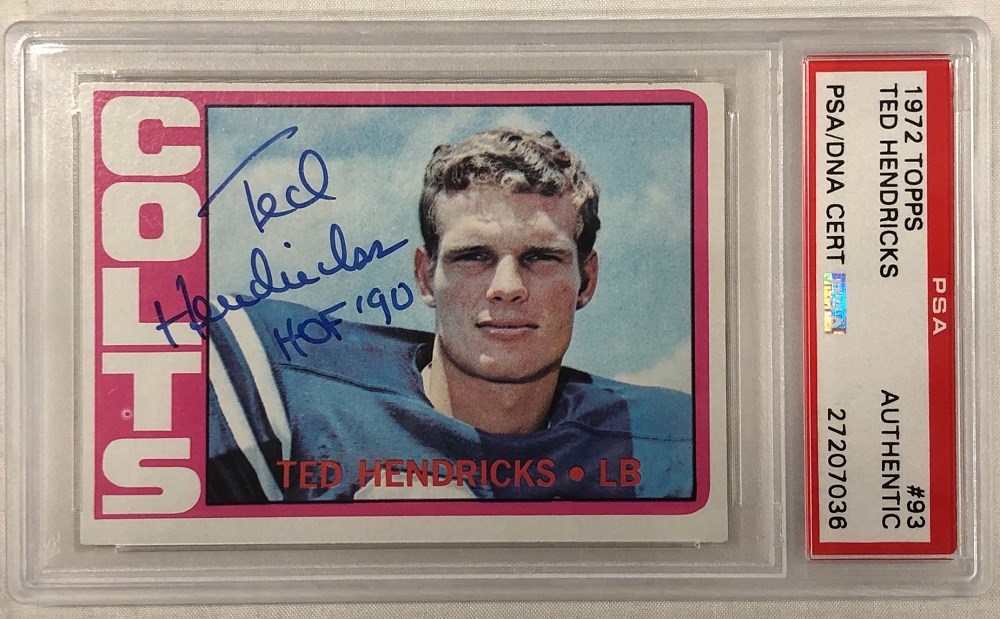 COLTS
Ted
Hendricks
HOF '90
TED HENDRICKS • LB
PSA
1972 TOPPS #93
TED HENDRICKS AUTHENTIC
PSA/DNA CERT 27207036